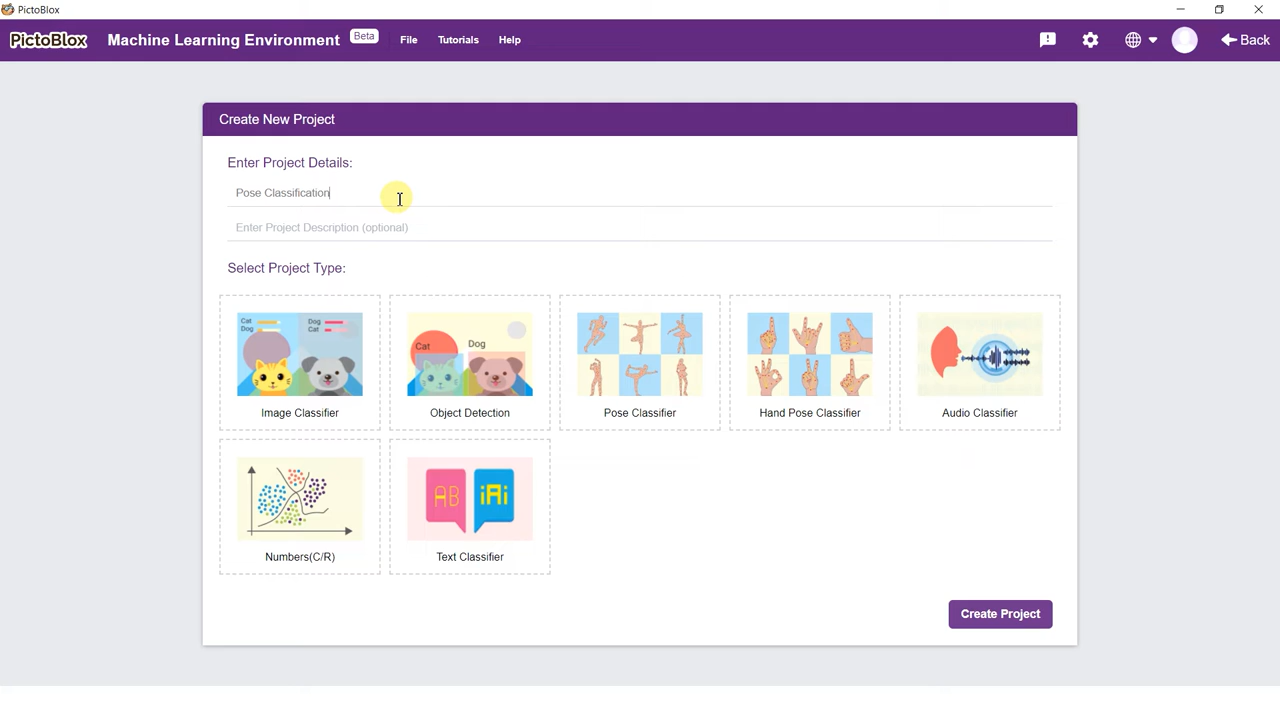 PictoBlox
PictoBlox Machine Learning Environment Beta File Tutorials Help Back
Create New Project
Enter Project Details:
Pose Classification
Enter Project Description (optional)
Select Project Type:
Cat Dog Dog Cat
Cat Dog
Image Classifier Object Detection Pose Classifier Hand Pose Classifier Audio Classifier
AB iAi
Numbers(C/R) Text Classifier
Create Project